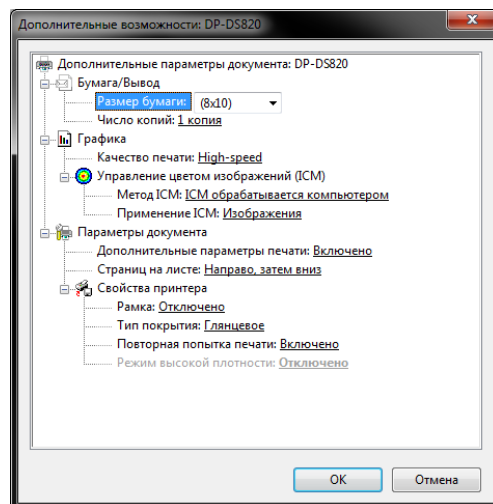 Дополнительные возможности: DP-DS820
Дополнительные параметры документа: DP-DS820
Бумага/Вывод
Размер бумаги: (8x10)
Число копий: 1 копия
Графика
Качество печати: High-speed
Управление цветом изображений (ICM)
Метод ICM: ICM обрабатывается компьютером
Применение ICM: Изображения
Параметры документа
Дополнительные параметры печати: Включено
Страниц на листе: Направо, затем вниз
Свойства принтера
Рамка: Отключено
Тип покрытия: Глянцевое
Повторная попытка печати: Включено
Режим высокой плотности: Отключено
ОК
Отмена